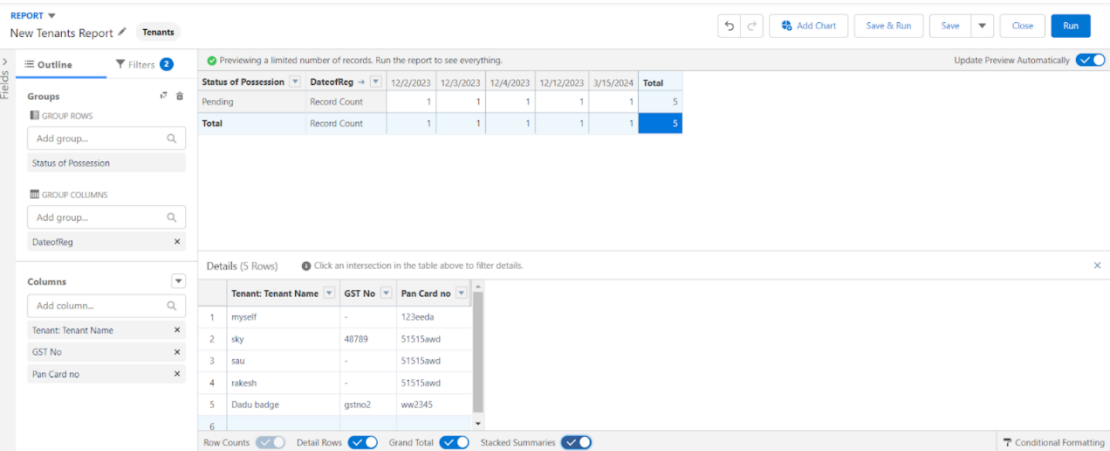 REPORT
New Tenants Report Tenants
Add Chart Save & Run Save Close Run
Fields
Outline Filters 2
Previewing a limited number of records. Run the report to see everything. Update Preview Automatically
Groups
GROUP ROWS
Add group...
Status of Possession
GROUP COLUMNS
Add group...
DateofReg
Columns
Add column...
Tenant: Tenant Name
GST No
Pan Card no
Status of Possession DateofReg → 12/2/2023 12/3/2023 12/4/2023 12/12/2023 3/15/2024 Total
Pending Record Count 1 1 1 1 1 5
Total Record Count 1 1 1 1 1 5
Details (5 Rows) Click an intersection in the table above to filter details.
Tenant: Tenant Name GST No Pan Card no
1 myself - 123eeda
2 sky 48789 51515awd
3 sau - 51515awd
4 rakesh - 51515awd
5 Dadu badge gstno2 ww2345
6
Row Counts Detail Rows Grand Total Stacked Summaries Conditional Formatting